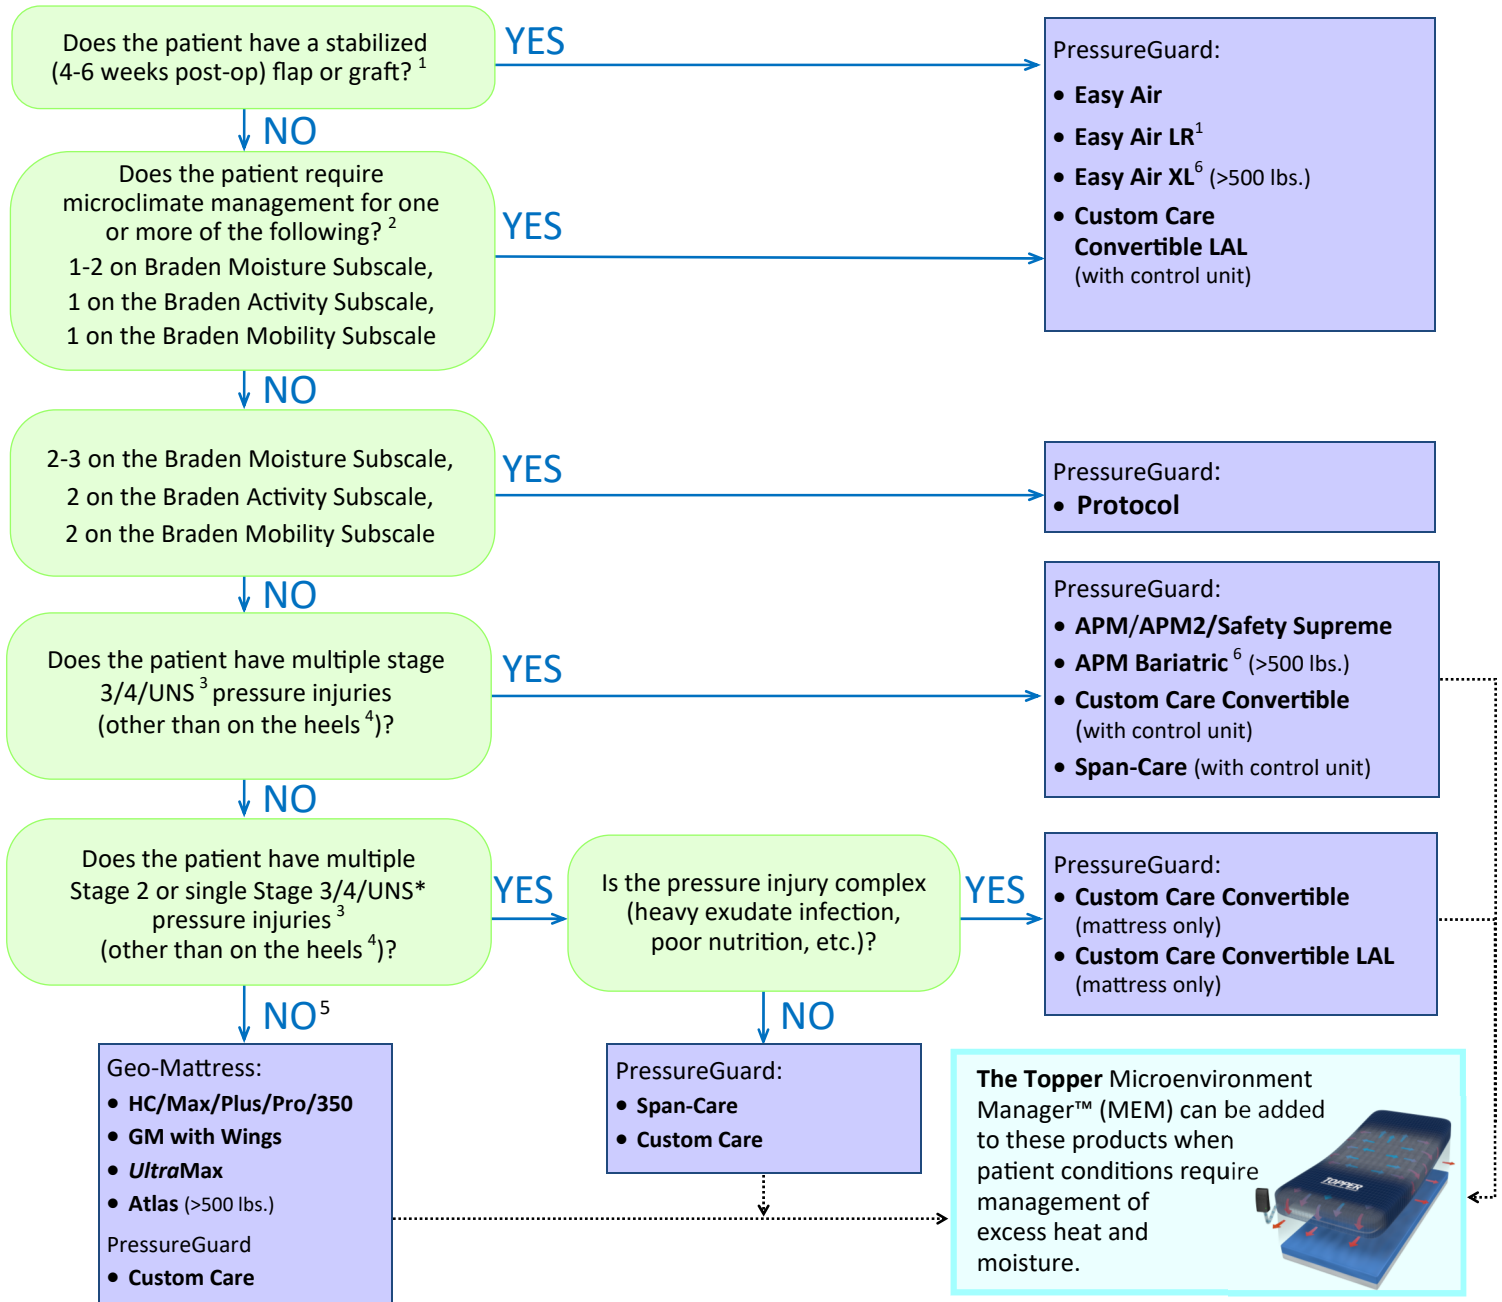 Does the patient have a stabilized
(4-6 weeks post-op) flap or graft? 1
YES
PressureGuard:
• Easy Air
• Easy Air LR1
• Easy Air XL6 (>500 lbs.)
• Custom Care
Convertible LAL
(with control unit)
NO
Does the patient require
microclimate management for one
or more of the following? 2
1-2 on Braden Moisture Subscale,
1 on the Braden Activity Subscale,
1 on the Braden Mobility Subscale
YES
NO
2-3 on the Braden Moisture Subscale,
2 on the Braden Activity Subscale,
2 on the Braden Mobility Subscale
YES
PressureGuard:
• Protocol
NO
Does the patient have multiple stage
3/4/UNS 3 pressure injuries
(other than on the heels 4)?
YES
PressureGuard:
• APM/APM2/Safety Supreme
• APM Bariatric 6 (>500 lbs.)
• Custom Care Convertible
(with control unit)
• Span-Care (with control unit)
NO
Does the patient have multiple
Stage 2 or single Stage 3/4/UNS*
pressure injuries 3
(other than on the heels 4)?
YES
Is the pressure injury complex
(heavy exudate infection,
poor nutrition, etc.)?
YES
PressureGuard:
• Custom Care Convertible
(mattress only)
• Custom Care Convertible LAL
(mattress only)
NO5
NO
Geo-Mattress:
• HC/Max/Plus/Pro/350
• GM with Wings
• UltraMax
• Atlas (>500 lbs.)
PressureGuard
• Custom Care
PressureGuard:
• Span-Care
• Custom Care
The Topper Microenvironment
Manager™ (MEM) can be added
to these products when
patient conditions require
management of
excess heat and
moisture.
TOPPER